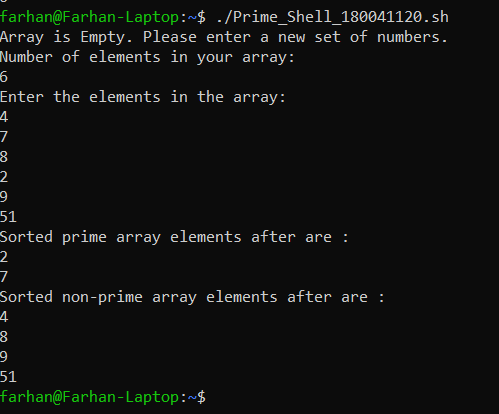 farhan@Farhan-Laptop:~$ ./Prime_Shell_180041120.sh
Array is Empty. Please enter a new set of numbers.
Number of elements in your array:
6
Enter the elements in the array:
4
7
8
2
9
51
Sorted prime array elements after are :
2
7
Sorted non-prime array elements after are :
4
8
9
51
farhan@Farhan-Laptop:~$